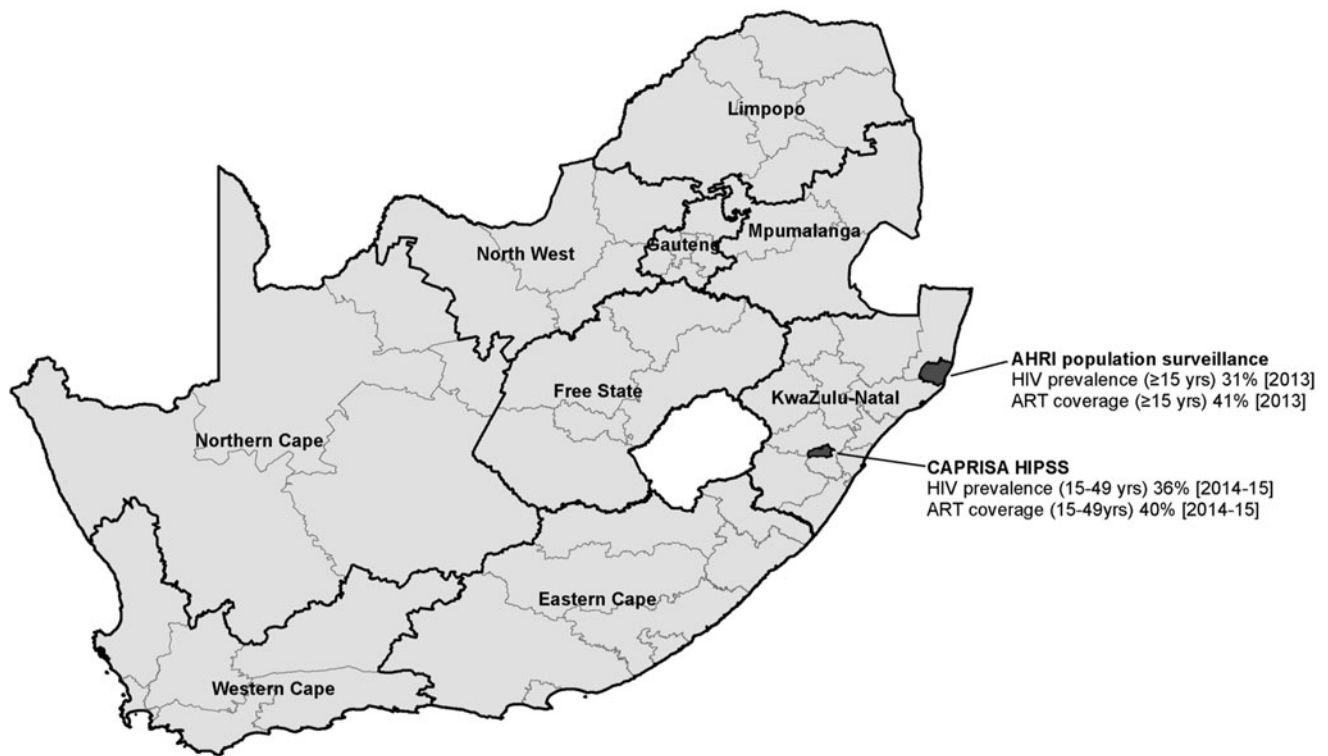 Limpopo
North West
Gauteng
Mpumalanga
AHRI population surveillance
HIV prevalence (≥15 yrs) 31% [2013]
ART coverage (≥15 yrs) 41% [2013]
Free State
KwaZulu-Natal
Northern Cape
CAPRISA HIPSS
HIV prevalence (15-49 yrs) 36% [2014-15]
ART coverage (15-49yrs) 40% [2014-15]
Eastern Cape
Western Cape